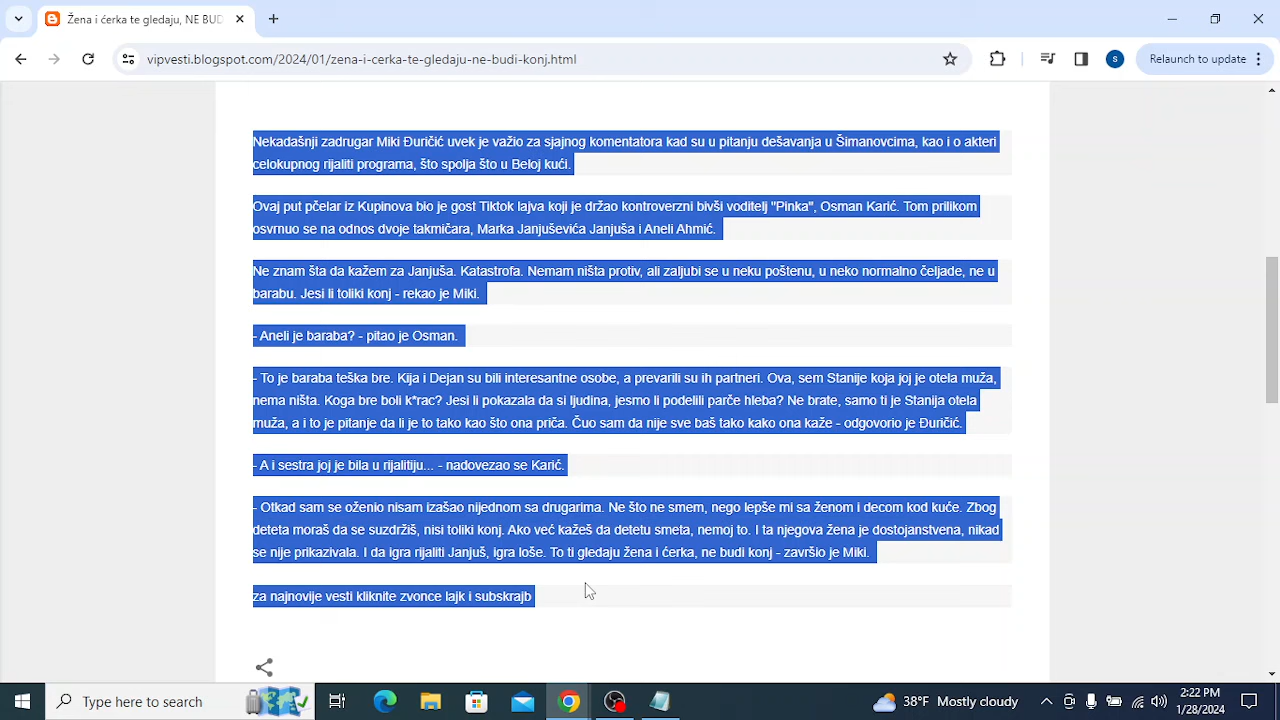 Žena i ćerka te gledaju, NE BUD
vipvesti.blogspot.com/2024/01/zena-i-cerka-te-gledaju-ne-budi-konj.html
s
Relaunch to update
Nekadašnji zadrugar Miki Đuričić uvek je važio za sjajnog komentatora kad su u pitanju dešavanja u Šimanovcima, kao i o akteri
celokupnog rijaliti programa, što spolja što u Beloj kući.
Ovaj put pčelar iz Kupinova bio je gost Tiktok lajva koji je držao kontroverzni bivši voditelj "Pinka", Osman Karić. Tom prilikom
osvrnuo se na odnos dvoje takmičara, Marka Janjuševića Janjuša i Aneli Ahmić.
Ne znam šta da kažem za Janjuša. Katastrofa. Nemam ništa protiv, ali zaljubi se u neku poštenu, u neko normalno čeljade, ne u
barabu. Jesi li toliki konj - rekao je Miki.
- Aneli je baraba? - pitao je Osman.
- To je baraba teška bre. Kija i Dejan su bili interesantne osobe, a prevarili su ih partneri. Ova, sem Stanije koja joj je otela muža,
nema ništa. Koga bre boli k*rac? Jesi li pokazala da si ljudina, jesmo li podelili parče hleba? Ne brate, samo ti je Stanija otela
muža, a i to je pitanje da li je to tako kao što ona priča. Čuo sam da nije sve baš tako kako ona kaže - odgovorio je Đuričić.
- A i sestra joj je bila u rijalitiju... - nadovezao se Karić.
- Otkad sam se oženio nisam izašao nijednom sa drugarima. Ne što ne smem, nego lepše mi sa ženom i decom kod kuće. Zbog
deteta moraš da se suzdržiš, nisi toliki konj. Ako već kažeš da detetu smeta, nemoj to. I ta njegova žena je dostojanstvena, nikad
se nije prikazivala. I da igra rijaliti Janjuš, igra loše. To ti gledaju žena i ćerka, ne budi konj - završio je Miki.
za najnovije vesti kliknite zvonce lajk i subskrajb
Type here to search
38°F Mostly cloudy
2:22 PM
1/28/2024